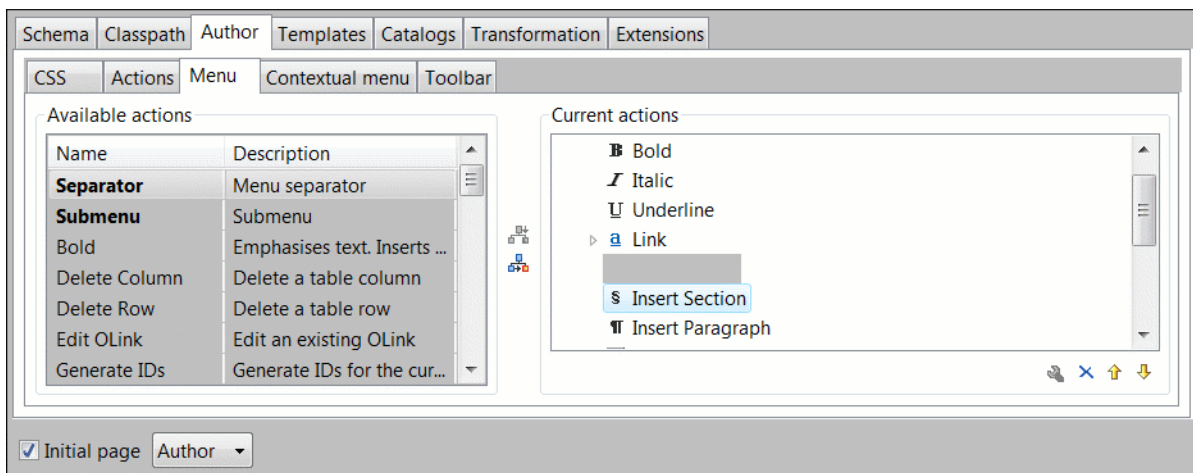 Schema Classpath Author Templates Catalogs Transformation Extensions
CSS Actions Menu Contextual menu Toolbar
Available actions
Name Description
Separator Menu separator
Submenu Submenu
Bold Emphasises text. Inserts ...
Delete Column Delete a table column
Delete Row Delete a table row
Edit OLink Edit an existing OLink
Generate IDs Generate IDs for the cur...
Current actions
B Bold
I Italic
U Underline
a Link
§ Insert Section
¶ Insert Paragraph
Initial page Author